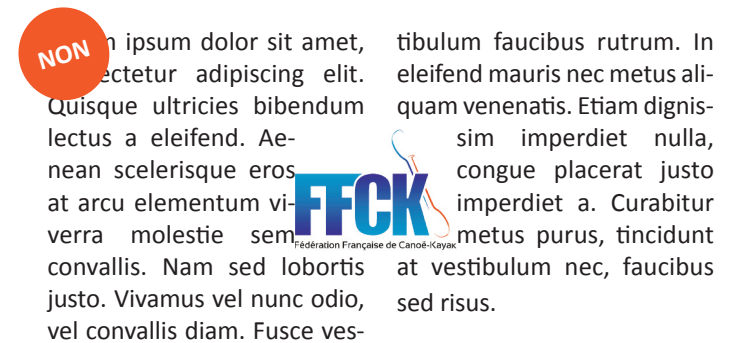 NON
ipsum dolor sit amet,
adipiscing elit.
Quisque ultricies bibendum
lectus a eleifend. Ae-
nean scelerisque eros
at arcu elementum vi-
verra molestie sem
convallis. Nam sed lobortis
justo. Vivamus vel nunc odio,
vel convallis diam. Fusce ves-
FFCK
Fédération Française de Canoë-Kayak
tibulum faucibus rutrum. In
eleifend mauris nec metus ali-
quam venenatis. Etiam dignis-
sim imperdiet nulla,
congue placerat justo
imperdiet a. Curabitur
metus purus, tincidunt
at vestibulum nec, faucibus
sed risus.